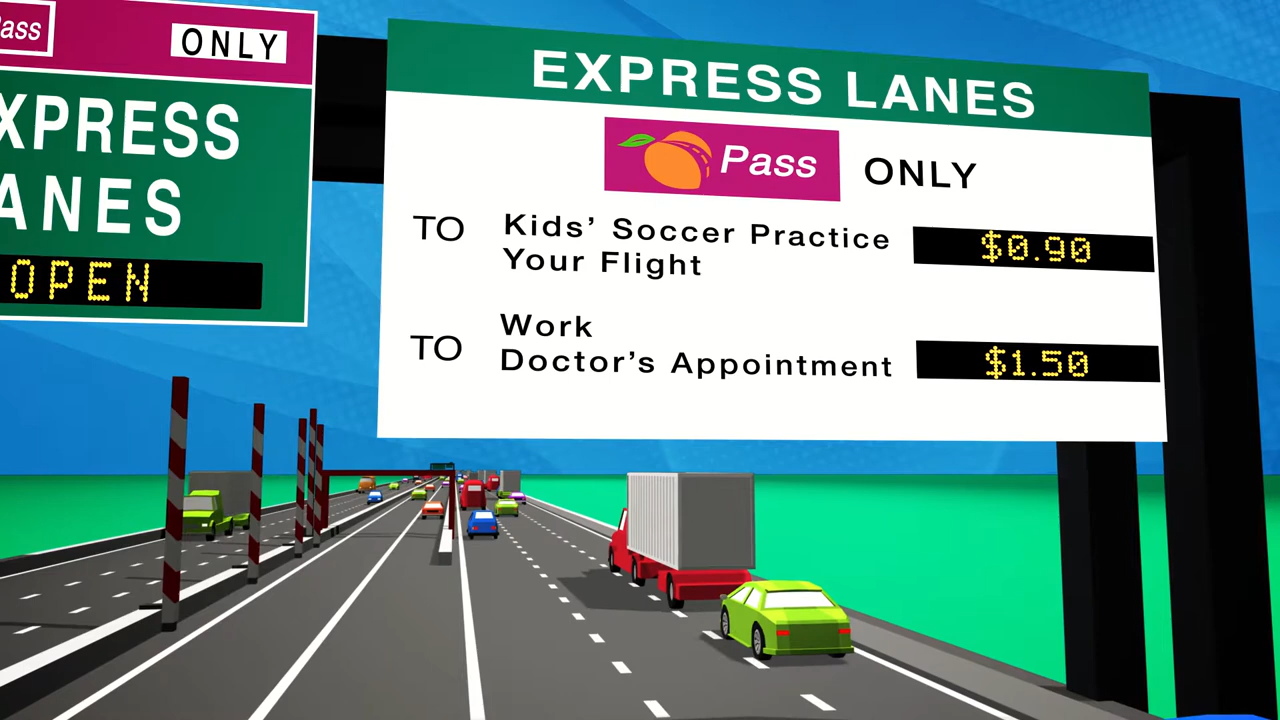 ass
ONLY
XPRESS
ANES
OPEN
EXPRESS LANES
Pass ONLY
TO Kids' Soccer Practice $0.90
Your Flight
TO Work $1.50
Doctor's Appointment